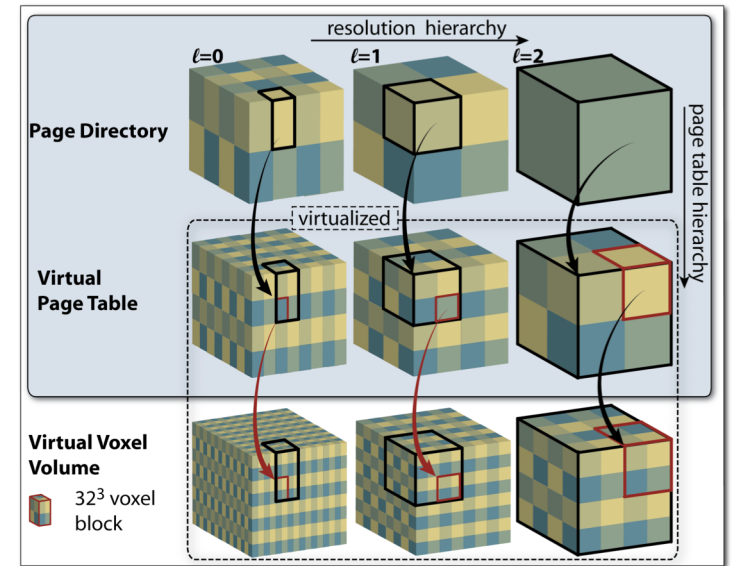 resolution hierarchy
ℓ=0
ℓ=1
ℓ=2
Page Directory
page table hierarchy
virtualized
Virtual
Page Table
Virtual Voxel
Volume
32³ voxel
block